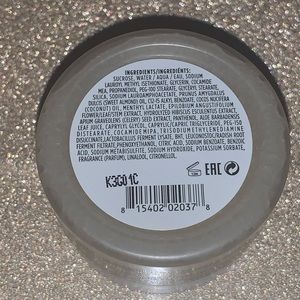 INGREDIENTS/INGRÉDIENTS:
SUCROSE, WATER / AQUA / EAU, SODIUM
LAUROYL METHYL ISETHIONATE, GLYCERIN, COCAMIDE
MEA, PROPANEDIOL, PEG-100 STEARATE, GLYCERYL STEARATE,
SILICA, SODIUM LAUROAMPHOACETATE, PRUNUS AMYGDALUS
DULCIS (SWEET ALMOND) OIL, C12-15 ALKYL BENZOATE, COCOS NUCIFERA
(COCONUT) OIL, MENTHYL LACTATE, EPILOBIUM ANGUSTIFOLIUM
FLOWER/LEAF/STEM EXTRACT, HYDROLYZED HIBISCUS ESCULENTUS EXTRACT,
APIUM GRAVEOLENS (CELERY) SEED EXTRACT, PANTHENOL, ALOE BARBADENSIS
LEAF JUICE, CAPRYLYL GLYCOL, CAPRYLIC/CAPRIC TRIGLYCERIDE, PEG-150
DISTEARATE, COCAMIDE MIPA, TRISODIUM ETHYLENEDIAMINE
DISUCCINATE, LACTOBACILLUS FERMENT LYSATE, BHT, LEUCONOSTOC/RADISH ROOT
FERMENT FILTRATE, PHENOXYETHANOL, CITRIC ACID, SODIUM BENZOATE, BENZOIC
ACID, SODIUM METABISULFITE, SODIUM HYDROXIDE, POTASSIUM SORBATE,
FRAGRANCE (PARFUM), LINALOOL, CITRONELLOL.
K3G01C
EAC
8 15402 02037 8